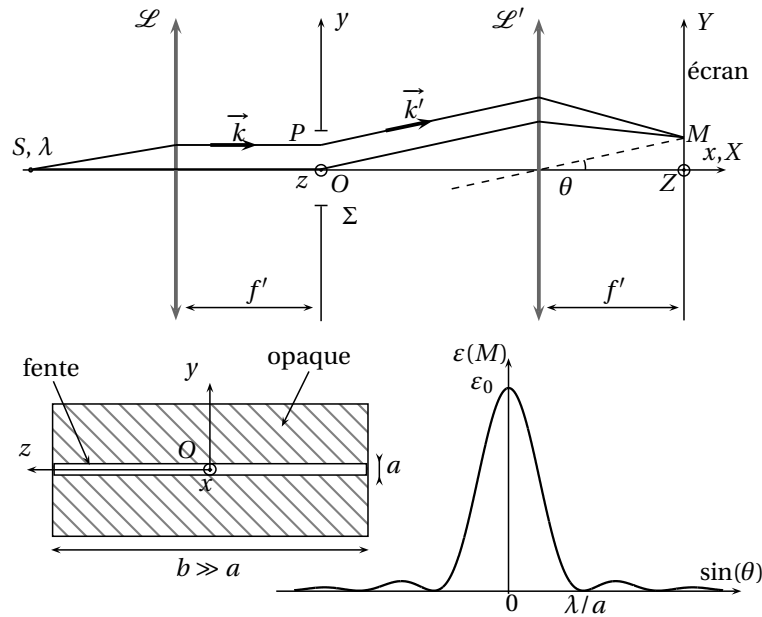 ℒ
y
ℒ′
Y
écran
k⃗
P
k⃗′
S, λ
M
z
O
θ
Z
x,X
Σ
f′
f′
fente
y
opaque
z
O
x
a
b ≫ a
ε(M)
ε₀
sin(θ)
0
λ/a